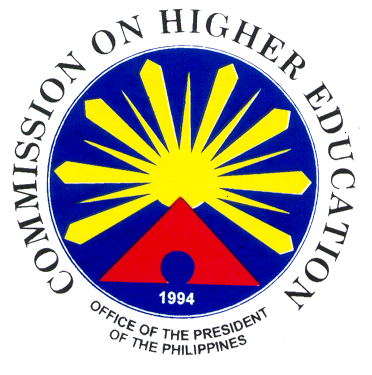 COMMISSION ON HIGHER EDUCATION
1994
OFFICE OF THE PRESIDENT
OF THE PHILIPPINES